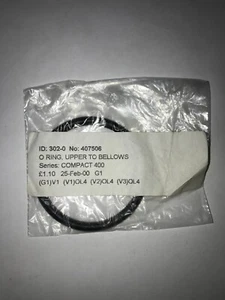 ID: 302-0 No: 407506
O RING, UPPER TO BELLOWS
Series: COMPACT 400
£1.10 25-Feb-00 G1
(G1)V1 (V1)OL4 (V2)OL4 (V3)OL4